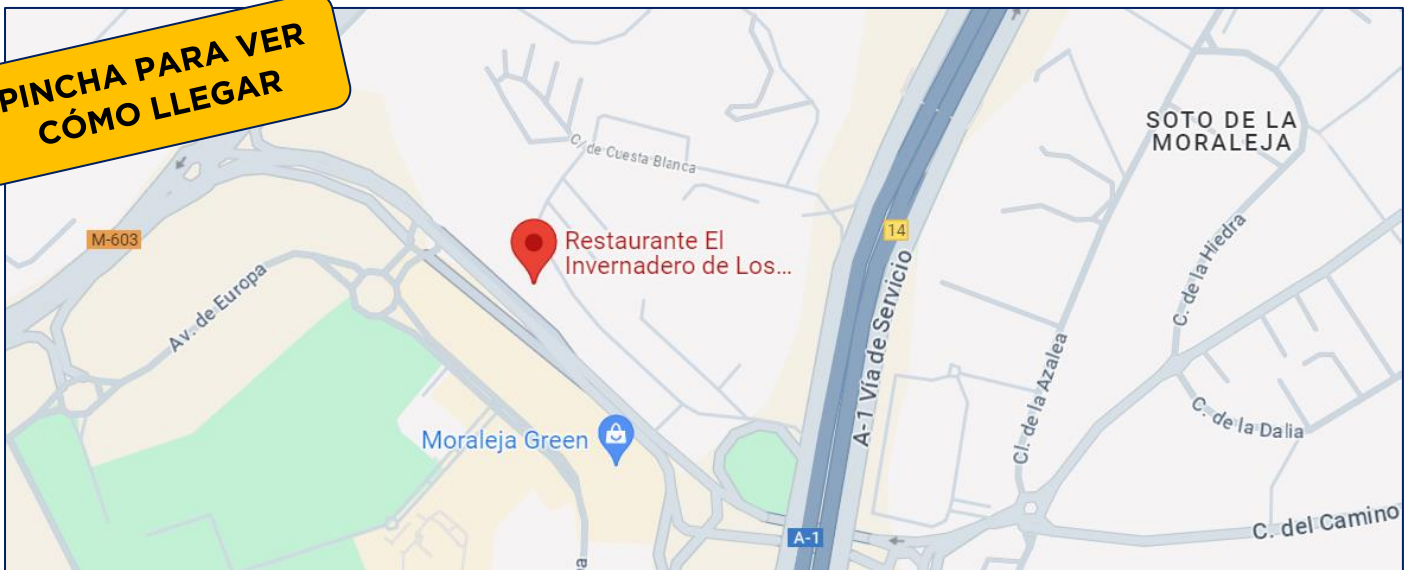 PINCHA PARA VER
CÓMO LLEGAR
SOTO DE LA
MORALEJA
C/ de Cuesta Blanca
M-603
14
Restaurante El
Invernadero de Los...
Av. de Europa
C. de la Hiedra
A-1 Vía de Servicio
Cl. de la Azalea
C. de la Dalia
Moraleja Green
C. del Camino
A-1